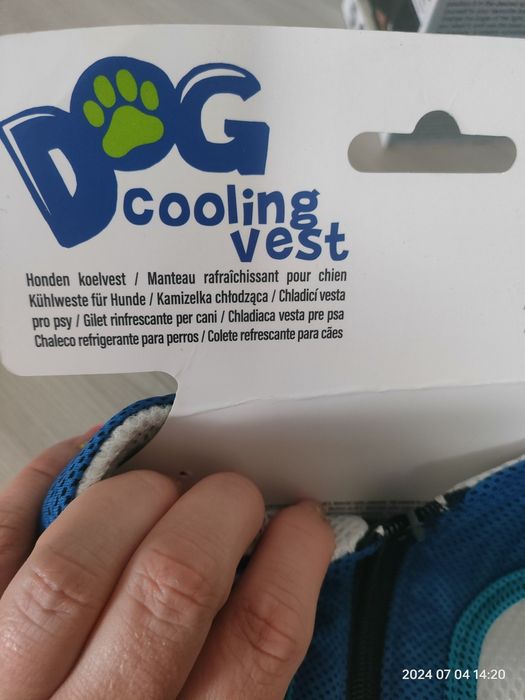 DOG
cooling
vest
Honden koelvest / Manteau rafraîchissant pour chien
Kühlweste für Hunde / Kamizelka chłodząca / Chladicí vesta
pro psy / Gilet rinfrescante per cani / Chladiaca vesta pre psa
Chaleco refrigerante para perros / Colete refrescante para cães
2024 07 04 14:20